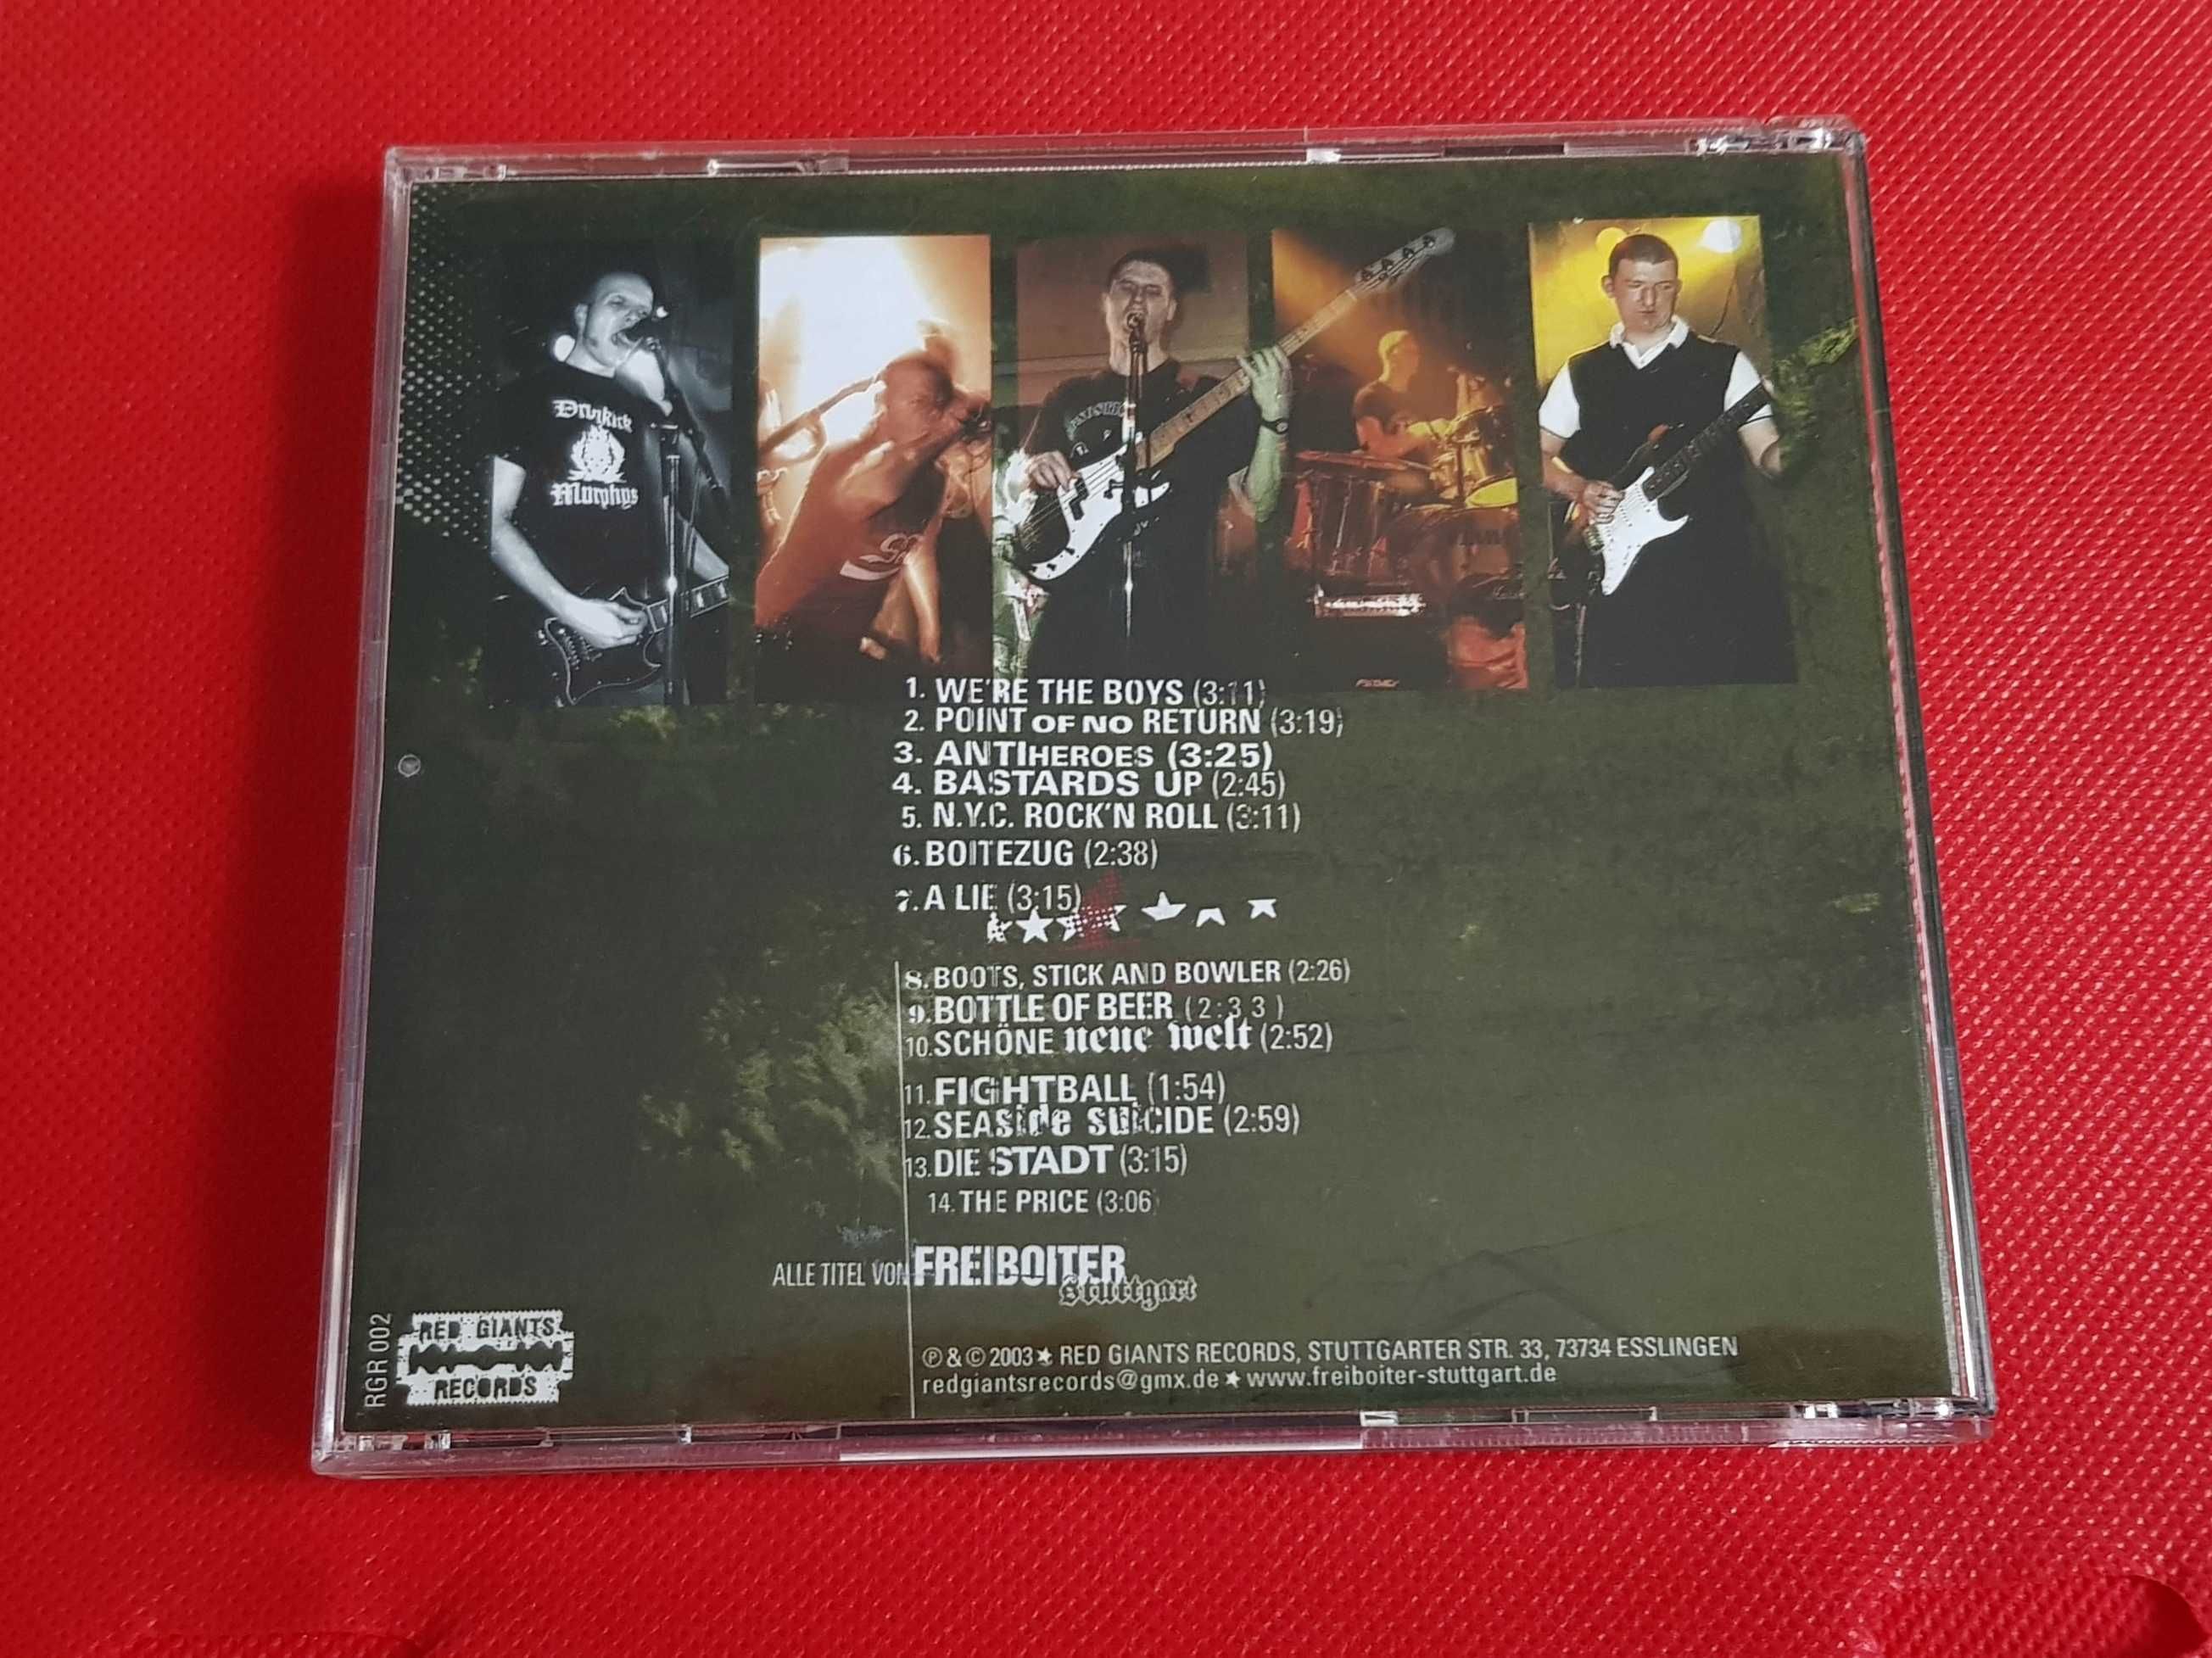 Dropkick
Murphys
1. WE'RE THE BOYS (3:11)
2. POINT OF NO RETURN (3:19)
3. ANTIHEROES (3:25)
4. BASTARDS UP (2:45)
5. N.Y.C. ROCK'N ROLL (3:11)
6. BOITEZUG (2:38)
7. A LIE (3:15)
8. BOOTS, STICK AND BOWLER (2:26)
9. BOTTLE OF BEER (2:33)
10. SCHÖNE neue welt (2:52)
11. FIGHTBALL (1:54)
12. SEAside suiCIDE (2:59)
13. DIE STADT (3:15)
14. THE PRICE (3:06)
ALLE TITEL VON FREIBOITER
Stuttgart
RGR 002
RED GIANTS
RECORDS
℗ & © 2003 ★ RED GIANTS RECORDS, STUTTGARTER STR. 33, 73734 ESSLINGEN
redgiantsrecords@gmx.de ★ www.freiboiter-stuttgart.de